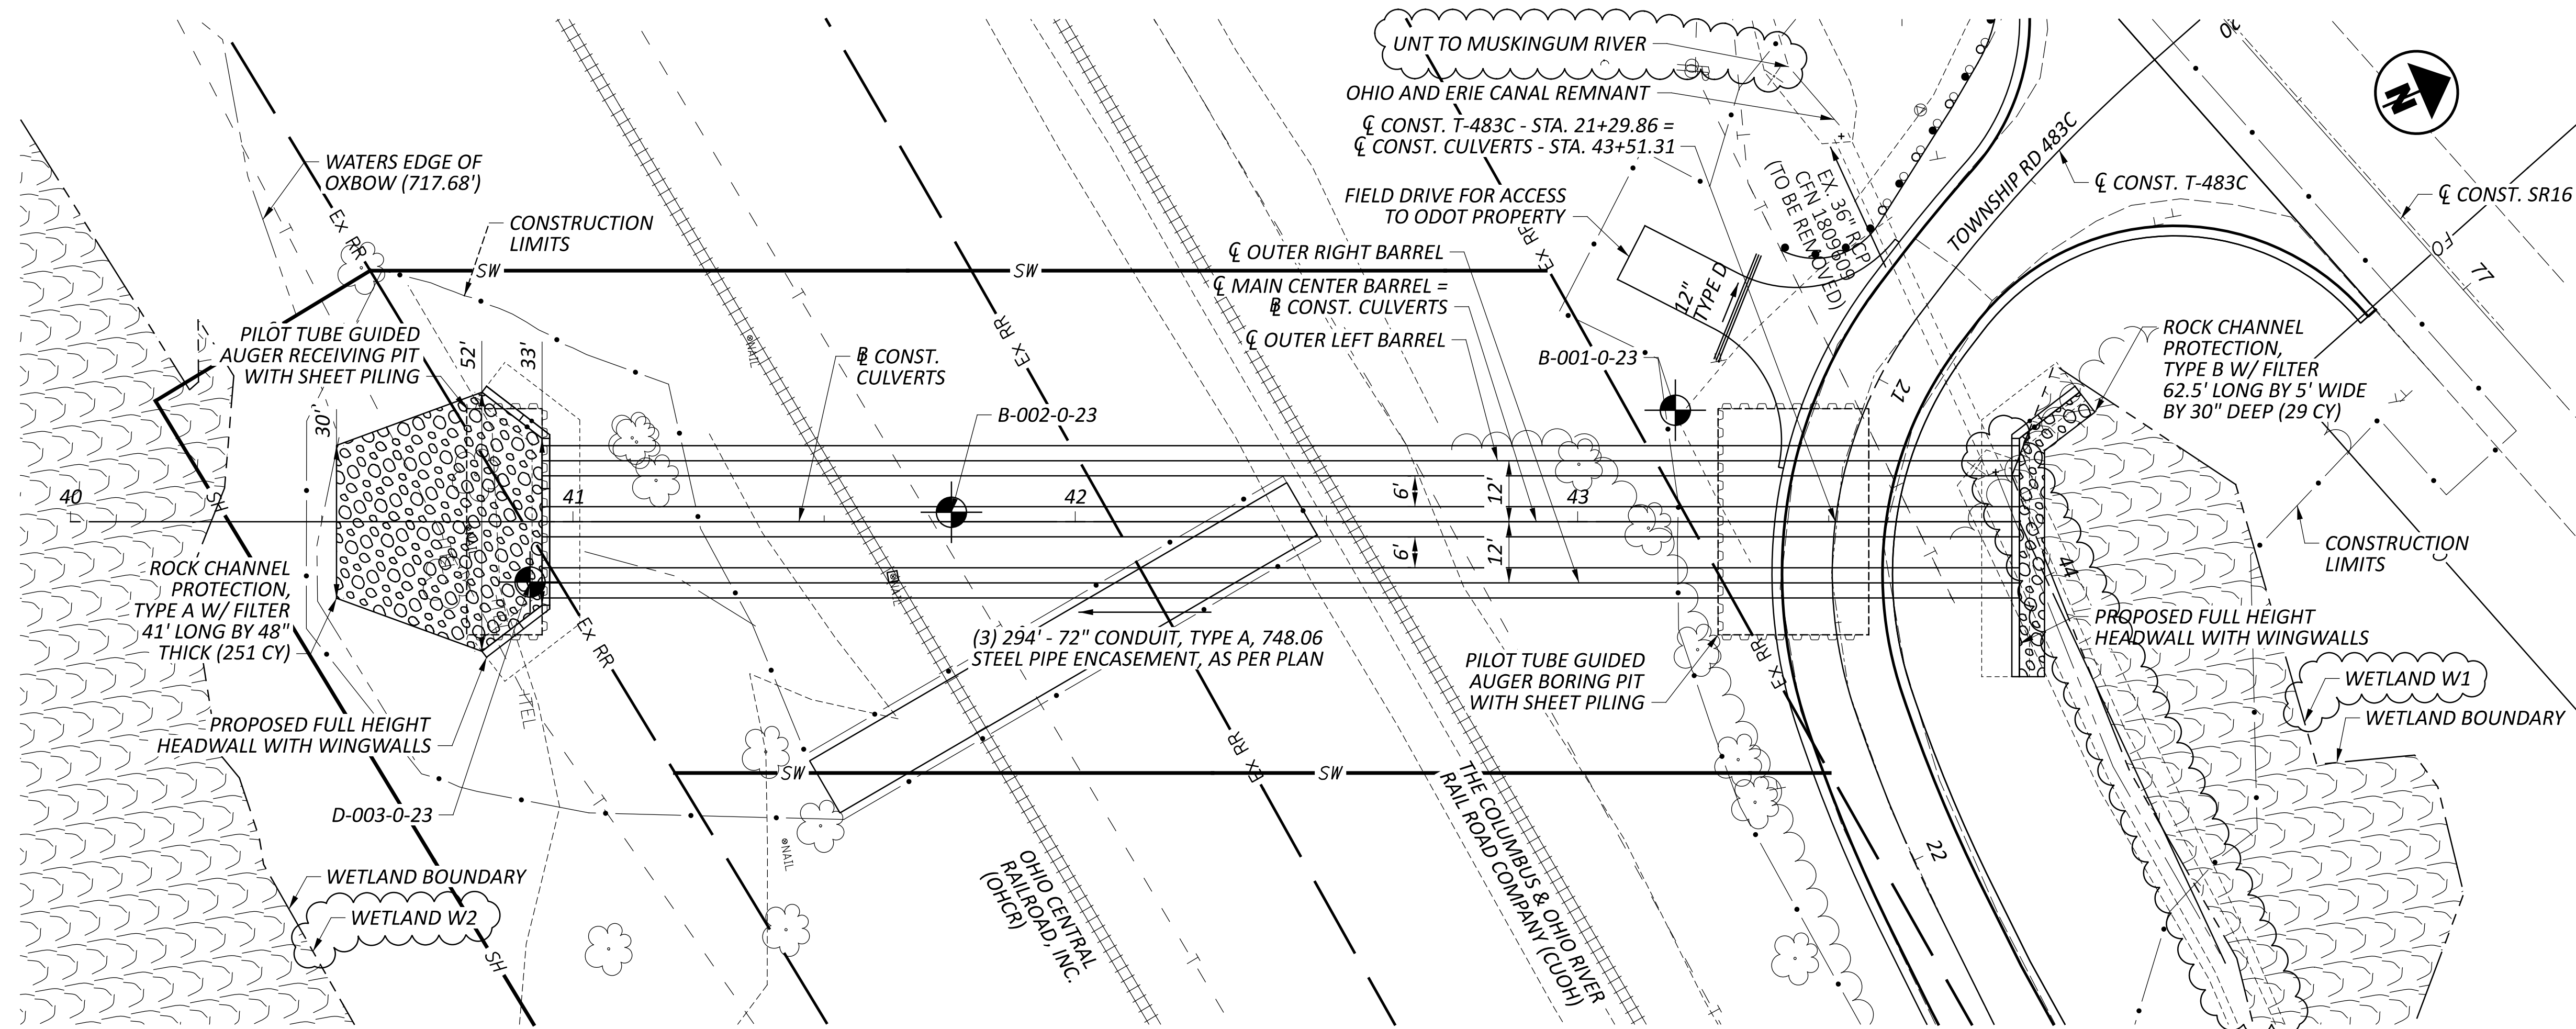 UNT TO MUSKINGUM RIVER
OHIO AND ERIE CANAL REMNANT
℄ CONST. T-483C - STA. 21+29.86 =
℄ CONST. CULVERTS - STA. 43+51.31
FIELD DRIVE FOR ACCESS
TO ODOT PROPERTY
℄ OUTER RIGHT BARREL
℄ MAIN CENTER BARREL =
BL CONST. CULVERTS
℄ OUTER LEFT BARREL
B-001-0-23
12"
TYPE D
EX. 36" RCP
CFN 1809609
(TO BE REMOVED)
TOWNSHIP RD 483C
℄ CONST. T-483C
℄ CONST. SR16
20
FO
77
N
WATERS EDGE OF
OXBOW (717.68')
EX RR
CONSTRUCTION
LIMITS
SW
SW
EX RR
EX RR
PILOT TUBE GUIDED
AUGER RECEIVING PIT
WITH SHEET PILING
52'
33'
30'
NAIL
BL CONST.
CULVERTS
B-002-0-23
ROCK CHANNEL
PROTECTION,
TYPE B W/ FILTER
62.5' LONG BY 5' WIDE
BY 30" DEEP (29 CY)
21
40
41
42
43
44
6'
12'
6'
12'
SH
ROCK CHANNEL
PROTECTION,
TYPE A W/ FILTER
41' LONG BY 48"
THICK (251 CY)
EX RR
(3) 294' - 72" CONDUIT, TYPE A, 748.06
STEEL PIPE ENCASEMENT, AS PER PLAN
PILOT TUBE GUIDED
AUGER BORING PIT
WITH SHEET PILING
EX RR
CONSTRUCTION
LIMITS
PROPOSED FULL HEIGHT
HEADWALL WITH WINGWALLS
WETLAND W1
WETLAND BOUNDARY
PROPOSED FULL HEIGHT
HEADWALL WITH WINGWALLS
TEL
D-003-0-23
SW
SW
EX RR
NAIL
THE COLUMBUS & OHIO RIVER
RAIL ROAD COMPANY (CUOH)
OHIO CENTRAL
RAILROAD, INC.
(OHCR)
22
WETLAND BOUNDARY
WETLAND W2
SH